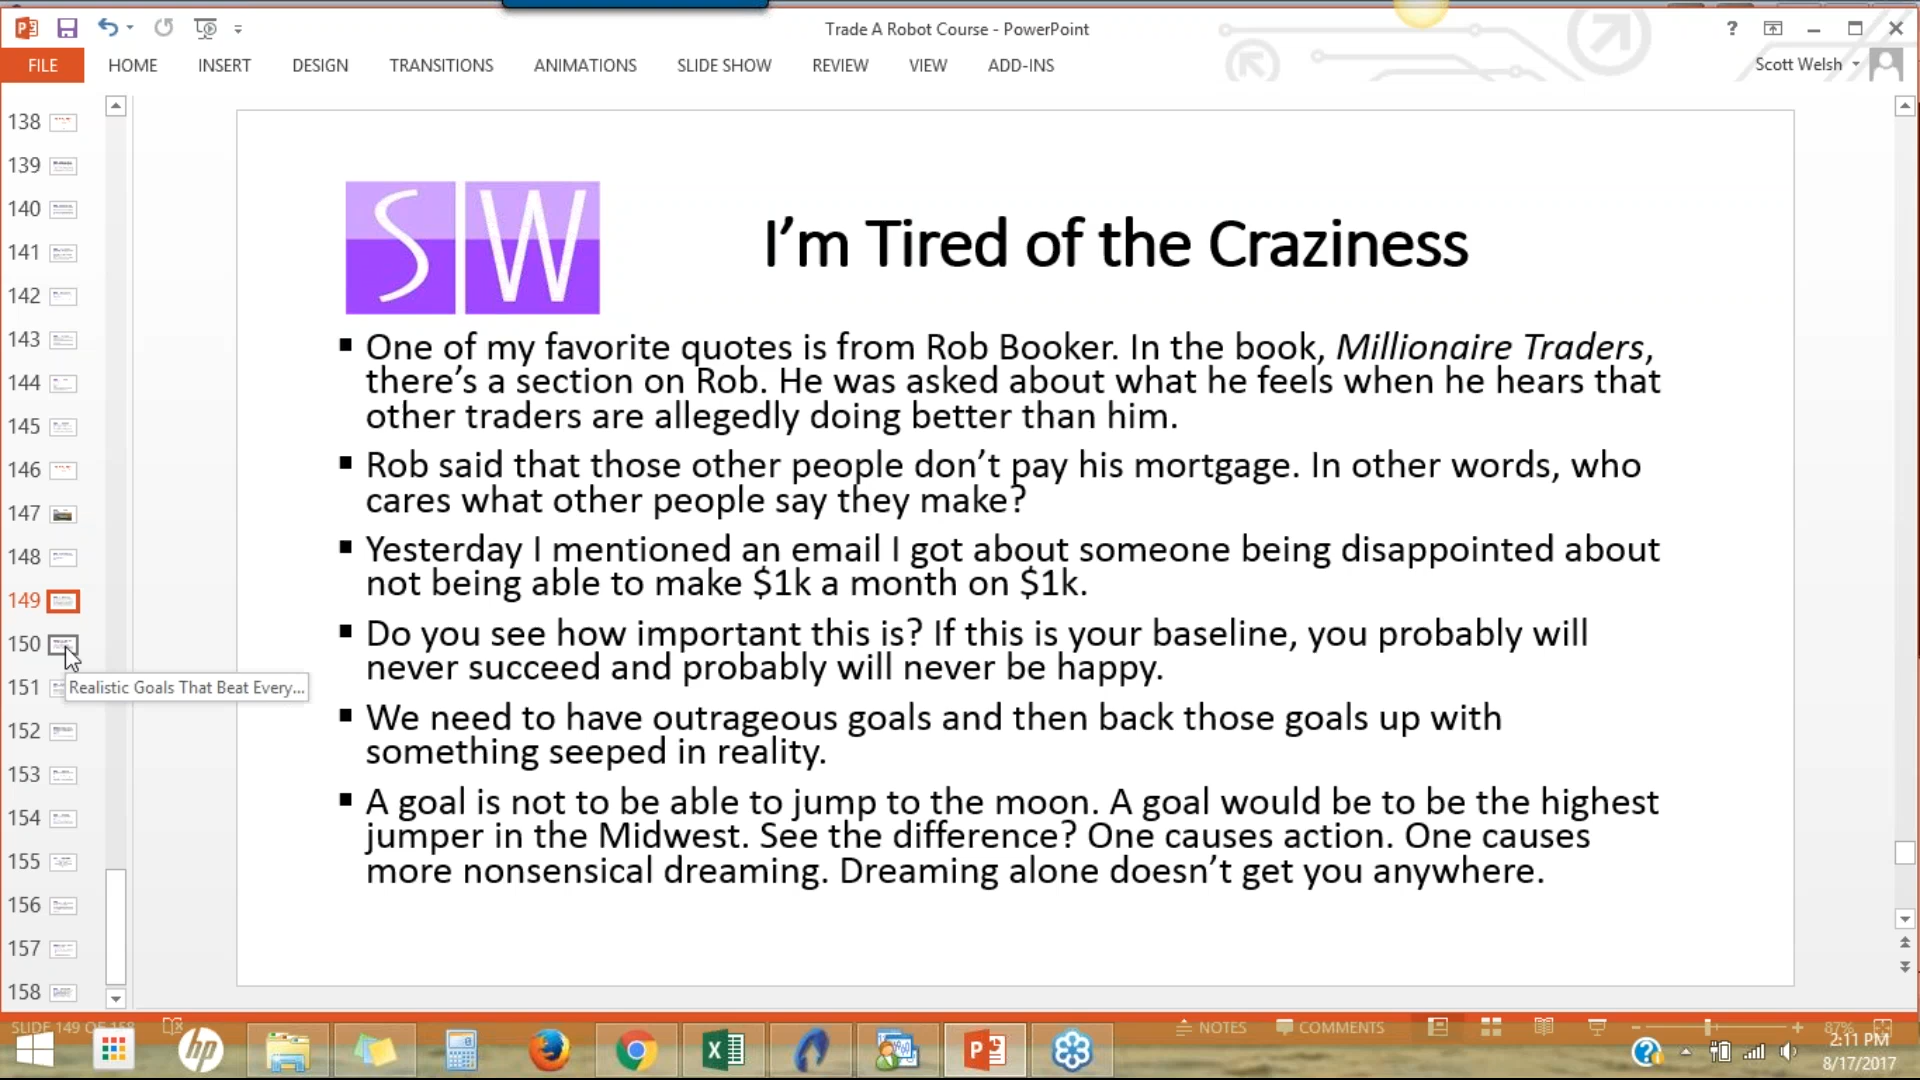 Trade A Robot Course - PowerPoint
?
FILE HOME INSERT DESIGN TRANSITIONS ANIMATIONS SLIDE SHOW REVIEW VIEW ADD-INS
Scott Welsh
138
139
140
141
142
143
144
145
146
147
148
149
150
151
152
153
154
155
156
157
158
Realistic Goals That Beat Every...
S W
I'm Tired of the Craziness
▪ One of my favorite quotes is from Rob Booker. In the book, Millionaire Traders,
there's a section on Rob. He was asked about what he feels when he hears that
other traders are allegedly doing better than him.
▪ Rob said that those other people don't pay his mortgage. In other words, who
cares what other people say they make?
▪ Yesterday I mentioned an email I got about someone being disappointed about
not being able to make $1k a month on $1k.
▪ Do you see how important this is? If this is your baseline, you probably will
never succeed and probably will never be happy.
▪ We need to have outrageous goals and then back those goals up with
something seeped in reality.
▪ A goal is not to be able to jump to the moon. A goal would be to be the highest
jumper in the Midwest. See the difference? One causes action. One causes
more nonsensical dreaming. Dreaming alone doesn't get you anywhere.
SLIDE 149 OF 158
NOTES COMMENTS 87%
hp
2:11 PM
8/17/2017